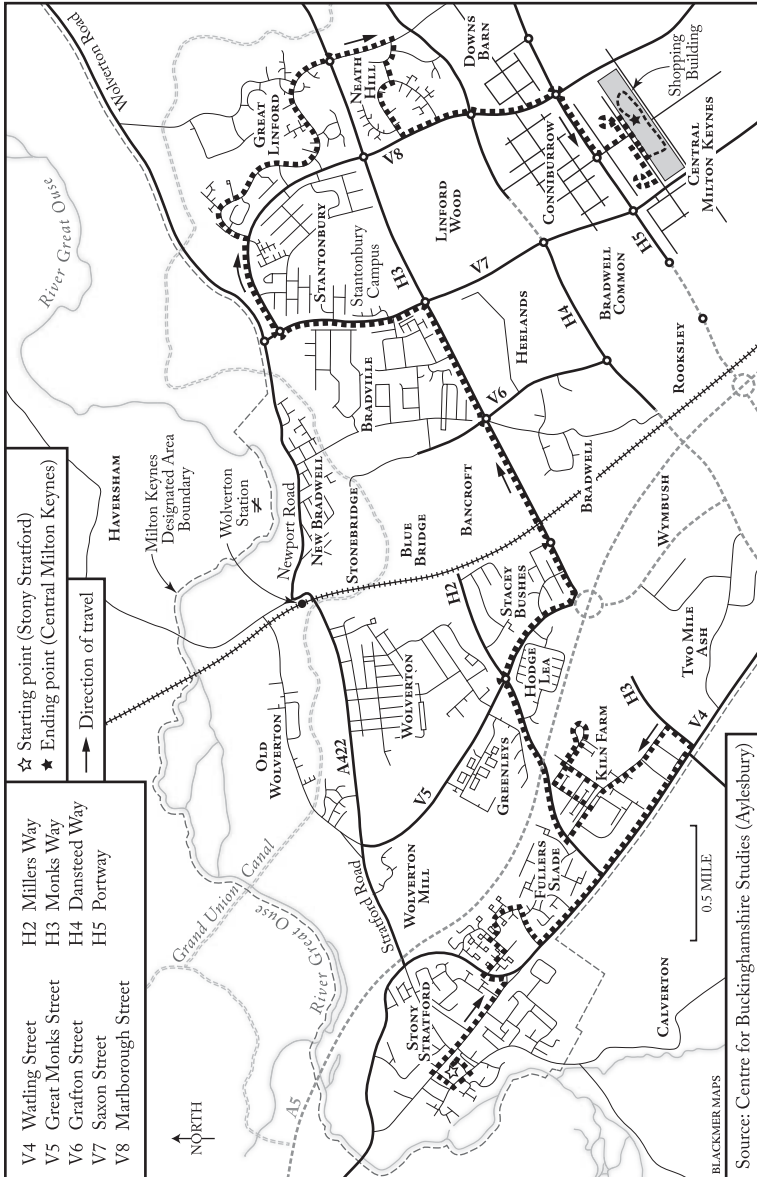 V4 Watling Street
V5 Great Monks Street
V6 Grafton Street
V7 Saxon Street
V8 Marlborough Street
H2 Millers Way
H3 Monks Way
H4 Dansteed Way
H5 Portway
Starting point (Stony Stratford)
Ending point (Central Milton Keynes)
Direction of travel
NORTH
HAVERSHAM
Milton Keynes
Designated Area
Boundary
Wolverton
Station
River Great Ouse
Wolverton Road
Newport Road
NEW BRADWELL
STONEBRIDGE
BLUE
BRIDGE
BANCROFT
BRADVILLE
STANTONBURY
Stantonbury
Campus
GREAT
LINFORD
NEATH
HILL
DOWNS
BARN
Shopping
Building
CENTRAL
MILTON KEYNES
CONNIBURROW
LINFORD
WOOD
V8
V7
H3
H5
HEELANDS
H4
BRADWELL
COMMON
ROOKSLEY
V6
BRADWELL
WYMBUSH
H2
STACEY
BUSHES
HODGE
LEA
TWO MILE
ASH
OLD
WOLVERTON
A422
WOLVERTON
V5
GREENLEYS
KILN FARM
H3
V4
Grand Union Canal
River Great Ouse
Stratford Road
WOLVERTON
MILL
FULLERS
SLADE
A5
STONY
STRATFORD
CALVERTON
0.5 MILE
BLACKMER MAPS
Source: Centre for Buckinghamshire Studies (Aylesbury)